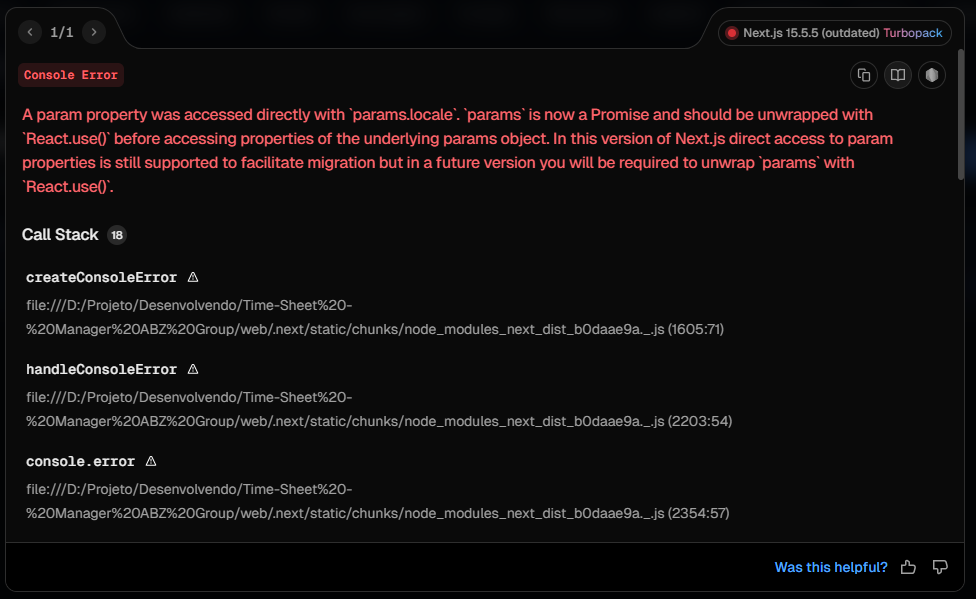 1/1
Next.js 15.5.5 (outdated) Turbopack
Console Error
A param property was accessed directly with `params.locale`. `params` is now a Promise and should be unwrapped with
`React.use()` before accessing properties of the underlying params object. In this version of Next.js direct access to param
properties is still supported to facilitate migration but in a future version you will be required to unwrap `params` with
`React.use()`.
Call Stack 18
createConsoleError
file:///D:/Projeto/Desenvolvendo/Time-Sheet%20-
%20Manager%20ABZ%20Group/web/.next/static/chunks/node_modules_next_dist_b0daae9a._.js (1605:71)
handleConsoleError
file:///D:/Projeto/Desenvolvendo/Time-Sheet%20-
%20Manager%20ABZ%20Group/web/.next/static/chunks/node_modules_next_dist_b0daae9a._.js (2203:54)
console.error
file:///D:/Projeto/Desenvolvendo/Time-Sheet%20-
%20Manager%20ABZ%20Group/web/.next/static/chunks/node_modules_next_dist_b0daae9a._.js (2354:57)
Was this helpful?